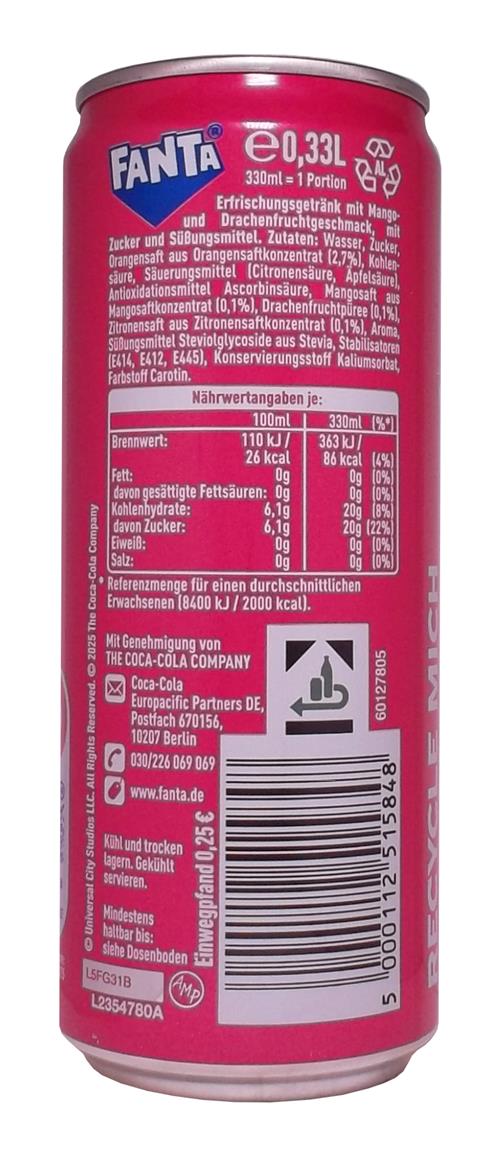 FANTA®
e0,33L
330ml = 1 Portion
AL
Erfrischungsgetränk mit Mango-
und Drachenfruchtgeschmack, mit
Zucker und Süßungsmittel. Zutaten: Wasser, Zucker,
Orangensaft aus Orangensaftkonzentrat (2,7%), Kohlen-
säure, Säuerungsmittel (Citronensäure, Äpfelsäure),
Antioxidationsmittel Ascorbinsäure, Mangosaft aus
Mangosaftkonzentrat (0,1%), Drachenfruchtpüree (0,1%),
Zitronensaft aus Zitronensaftkonzentrat (0,1%), Aroma,
Süßungsmittel Steviolglycoside aus Stevia, Stabilisatoren
(E414, E412, E445), Konservierungsstoff Kaliumsorbat,
Farbstoff Carotin.
Nährwertangaben je:
100ml 330ml (%*)
Brennwert: 110 kJ / 363 kJ /
26 kcal 86 kcal (4%)
Fett: 0g 0g (0%)
davon gesättigte Fettsäuren: 0g 0g (0%)
Kohlenhydrate: 6,1g 20g (8%)
davon Zucker: 6,1g 20g (22%)
Eiweiß: 0g 0g (0%)
Salz: 0g 0g (0%)
* Referenzmenge für einen durchschnittlichen
Erwachsenen (8400 kJ / 2000 kcal).
Mit Genehmigung von
THE COCA-COLA COMPANY
Coca-Cola
Europacific Partners DE,
Postfach 670156,
10207 Berlin
030/226 069 069
www.fanta.de
Kühl und trocken
lagern. Gekühlt
servieren.
Mindestens
haltbar bis:
siehe Dosenboden
L5FG31B
L2354780A
AMP
Einwegpfand 0,25 €
60127805
5 000112 515848
© Universal City Studios LLC. All Rights Reserved. © 2025 The Coca-Cola Company
RECYCLE MICH